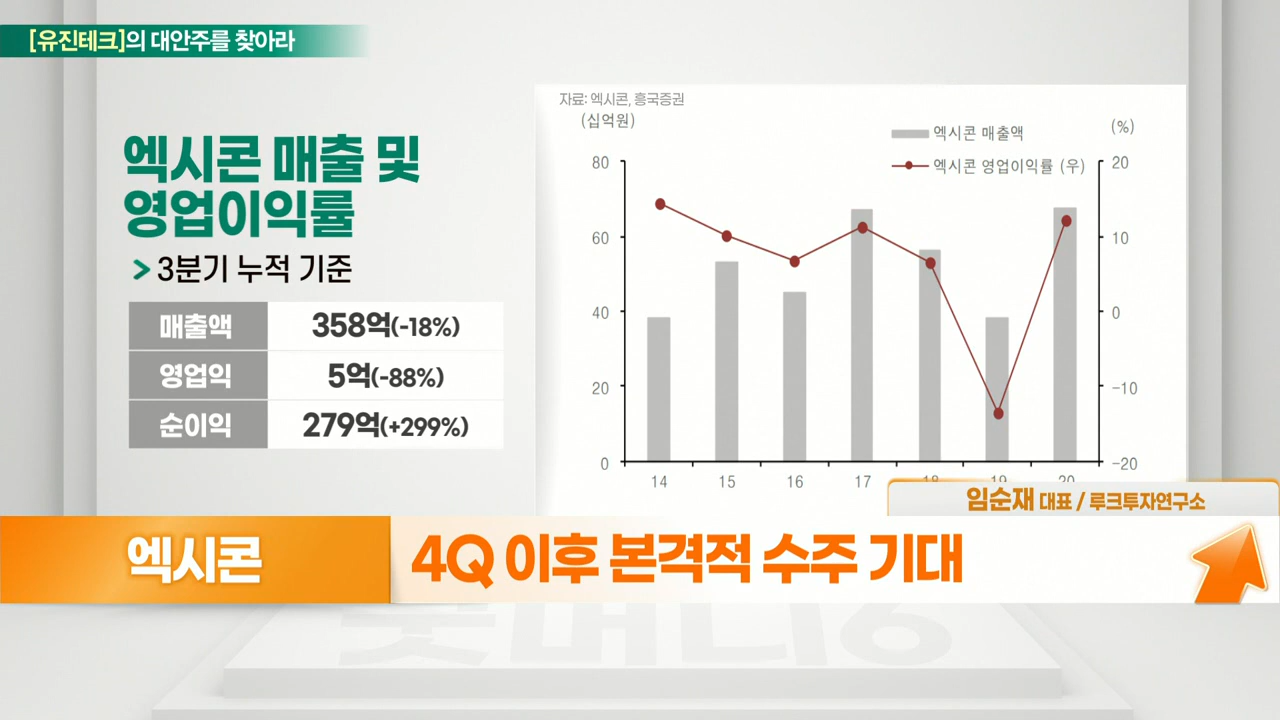 [유진테크]의 대안주를 찾아라
엑시콘 매출 및
영업이익률
> 3분기 누적 기준
매출액 358억(-18%)
영업익 5억(-88%)
순이익 279억(+299%)
자료: 엑시콘, 흥국증권
(십억원)
(%)
엑시콘 매출액
엑시콘 영업이익률 (우)
80
60
40
20
0
20
10
0
-10
-20
14 15 16 17 18 19 20
임순재 대표 / 루크투자연구소
엑시콘
4Q 이후 본격적 수주 기대